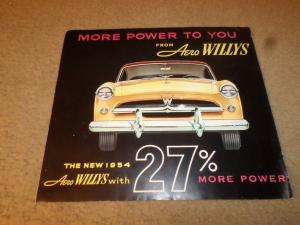 MORE POWER TO YOU
FROM Aero WILLYS
W
THE NEW 1954
Aero WILLYS with 27% MORE POWER